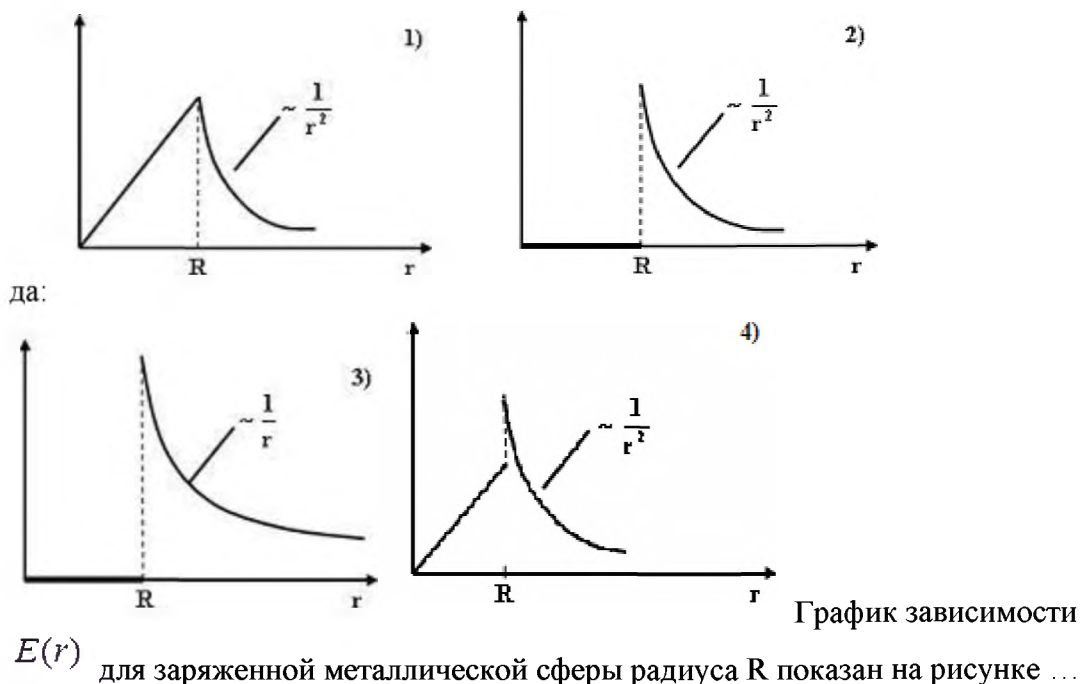 1)
~ 1/r²
R
r
2)
~ 1/r²
R
r
да:
3)
~ 1/r
R
r
4)
~ 1/r²
R
r
График зависимости
E(r) для заряженной металлической сферы радиуса R показан на рисунке ...